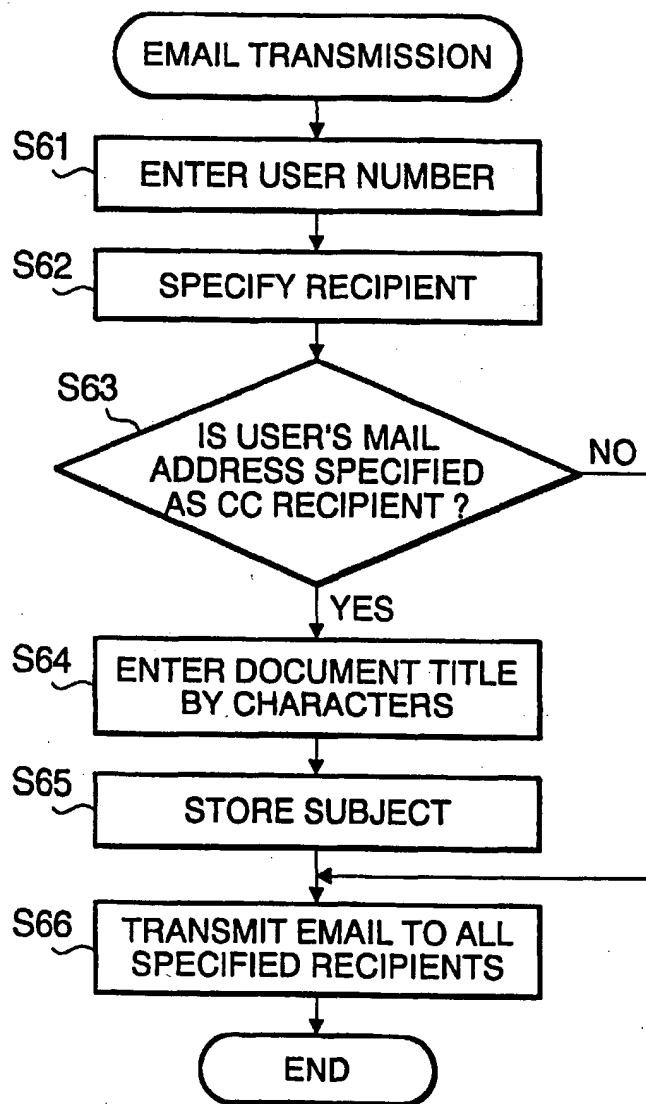 EMAIL TRANSMISSION
S61
ENTER USER NUMBER
S62
SPECIFY RECIPIENT
S63
IS USER'S MAIL
ADDRESS SPECIFIED
AS CC RECIPIENT ?
NO
YES
S64
ENTER DOCUMENT TITLE
BY CHARACTERS
S65
STORE SUBJECT
S66
TRANSMIT EMAIL TO ALL
SPECIFIED RECIPIENTS
END